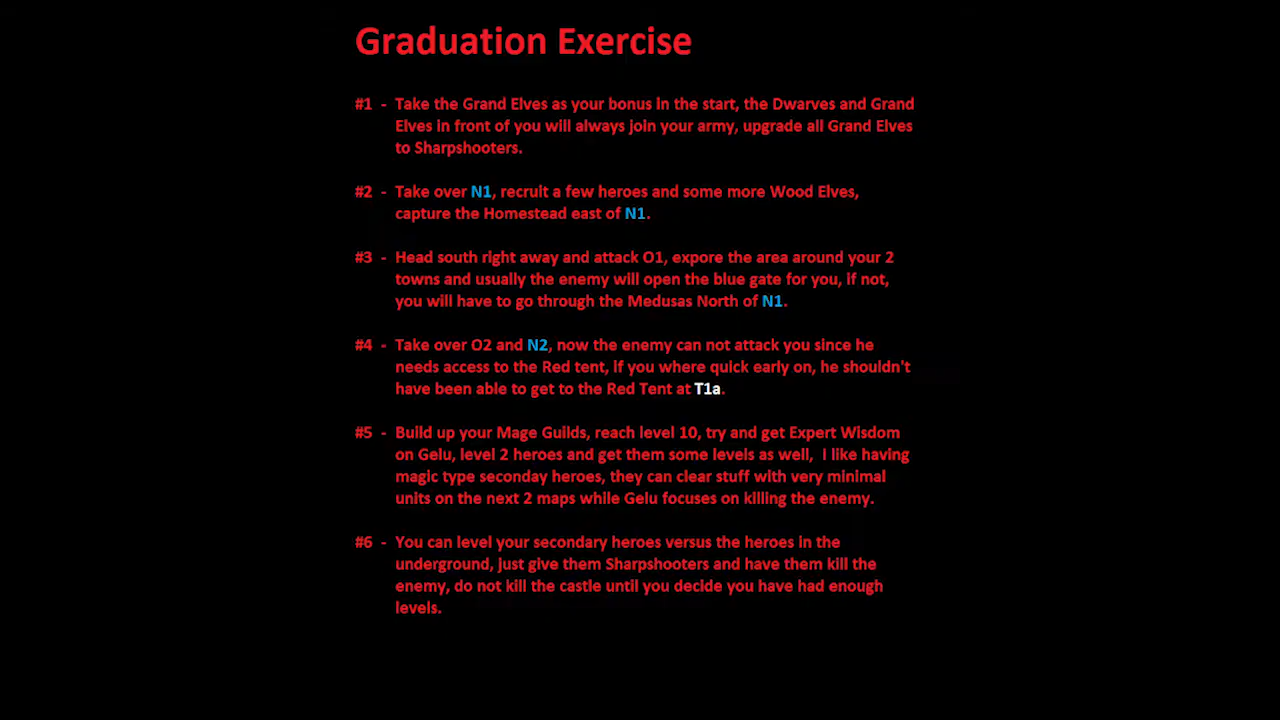 Graduation Exercise
#1 - Take the Grand Elves as your bonus in the start, the Dwarves and Grand
Elves in front of you will always join your army, upgrade all Grand Elves
to Sharpshooters.
#2 - Take over N1, recruit a few heroes and some more Wood Elves,
capture the Homestead east of N1.
#3 - Head south right away and attack O1, expore the area around your 2
towns and usually the enemy will open the blue gate for you, if not,
you will have to go through the Medusas North of N1.
#4 - Take over O2 and N2, now the enemy can not attack you since he
needs access to the Red tent, if you where quick early on, he shouldn't
have been able to get to the Red Tent at T1a.
#5 - Build up your Mage Guilds, reach level 10, try and get Expert Wisdom
on Gelu, level 2 heroes and get them some levels as well, I like having
magic type seconday heroes, they can clear stuff with very minimal
units on the next 2 maps while Gelu focuses on killing the enemy.
#6 - You can level your secondary heroes versus the heroes in the
underground, just give them Sharpshooters and have them kill the
enemy, do not kill the castle until you decide you have had enough
levels.